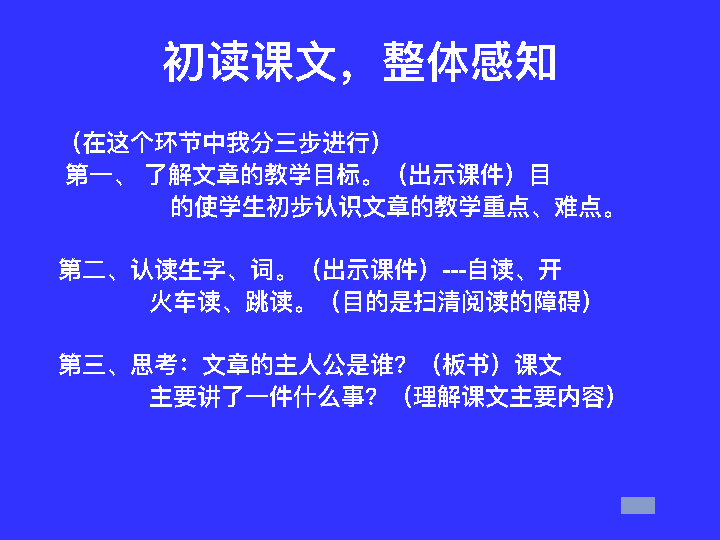 初读课文，整体感知
（在这个环节中我分三步进行）
第一、 了解文章的教学目标。（出示课件）目
的使学生初步认识文章的教学重点、难点。
第二、认读生字、词。（出示课件）---自读、开
火车读、跳读。（目的是扫清阅读的障碍）
第三、思考：文章的主人公是谁？（板书）课文
主要讲了一件什么事？（理解课文主要内容）